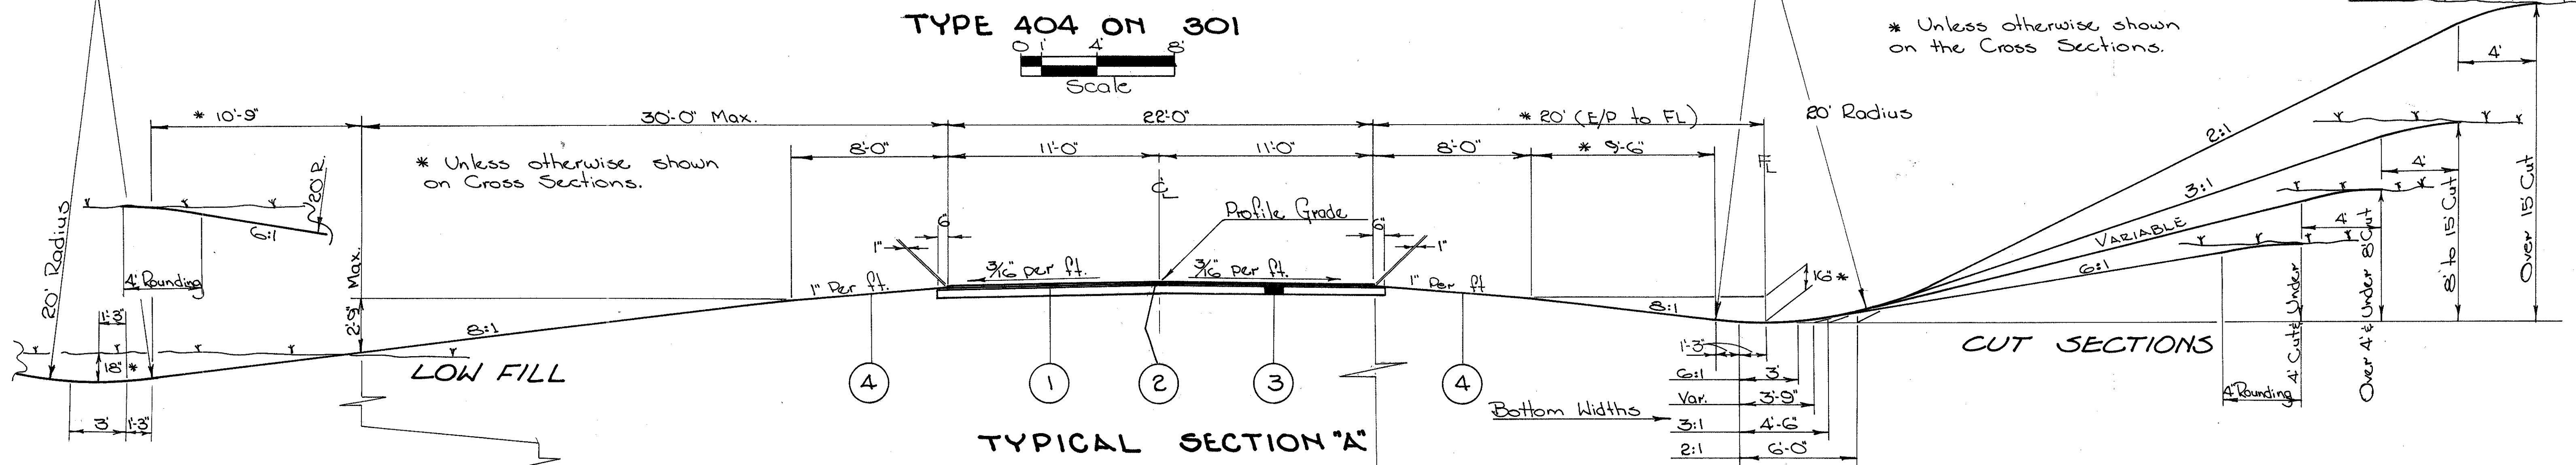 TYPE 404 ON 301
0 1' 4' 8'
Scale
* Unless otherwise shown
on the Cross Sections.
* 10'-9"
30'-0" Max.
22'-0"
* 20' (E/P to FL)
20' Radius
4'
2:1
* Unless otherwise shown
on Cross Sections.
8'-0"
11'-0"
11'-0"
8'-0"
* 9'-6"
FL
CL
Profile Grade
3:1
4'
20' R.
6:1
4' Rounding
20' Radius
2'-9" Max.
1"
6"
3/16" per ft.
3/16" per ft.
6"
1"
VARIABLE
4'
6:1
16" *
1" Per ft.
1" Per ft
8:1
8:1
1'-3"
18" *
LOW FILL
4
1
2
3
4
CUT SECTIONS
4' Rounding
4' Cut & Under
Over 4' & Under 8' Cut
8' to 15' Cut
Over 15' Cut
3'
1'-3"
1'-3"
6:1 3'
Var. 3'-9"
Bottom Widths
3:1 4'-6"
2:1 6'-0"
TYPICAL SECTION "A"